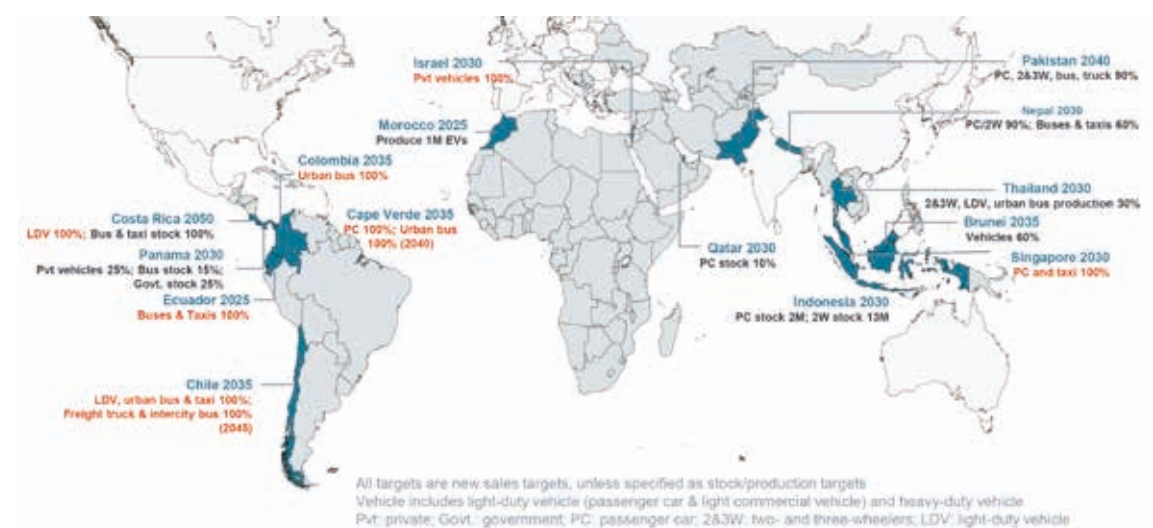 Israel 2030
Pvt vehicles 100%
Pakistan 2040
PC, 2&3W, bus, truck 90%
Nepal 2030
PC/2W 90%; Buses & taxis 60%
Morocco 2025
Produce 1M EVs
Colombia 2035
Urban bus 100%
Thailand 2030
2&3W, LDV, urban bus production 30%
Costa Rica 2050
LDV 100%; Bus & taxi stock 100%
Cape Verde 2035
PC 100%; Urban bus
100% (2040)
Brunei 2035
Vehicles 60%
Panama 2030
Pvt vehicles 25%; Bus stock 15%;
Govt. stock 25%
Qatar 2030
PC stock 10%
Singapore 2030
PC and taxi 100%
Ecuador 2025
Buses & Taxis 100%
Indonesia 2030
PC stock 2M; 2W stock 13M
Chile 2035
LDV, urban bus & taxi 100%;
Freight truck & intercity bus 100%
(2045)
All targets are new sales targets, unless specified as stock/production targets
Vehicle includes light-duty vehicle (passenger car & light commercial vehicle) and heavy-duty vehicle
Pvt: private; Govt.: government; PC: passenger car; 2&3W: two- and three-wheelers; LDV: light-duty vehicle